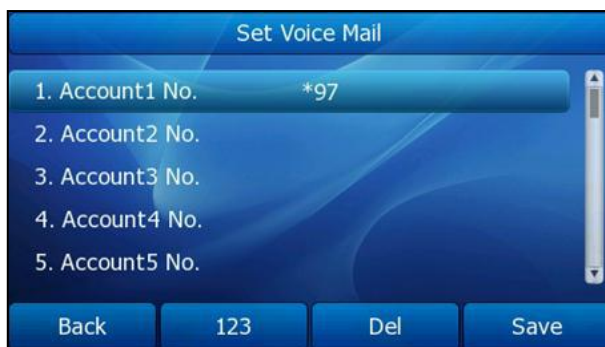 Set Voice Mail
1. Account1 No. *97
2. Account2 No.
3. Account3 No.
4. Account4 No.
5. Account5 No.
Back 123 Del Save